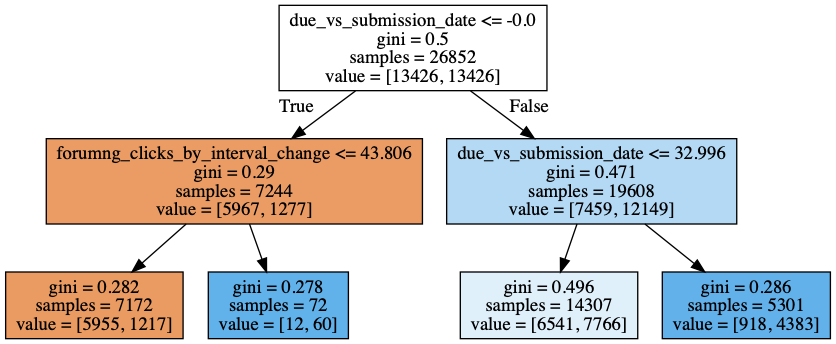 due_vs_submission_date <= -0.0
gini = 0.5
samples = 26852
value = [13426, 13426]
True
False
forumng_clicks_by_interval_change <= 43.806
gini = 0.29
samples = 7244
value = [5967, 1277]
due_vs_submission_date <= 32.996
gini = 0.471
samples = 19608
value = [7459, 12149]
gini = 0.282
samples = 7172
value = [5955, 1217]
gini = 0.278
samples = 72
value = [12, 60]
gini = 0.496
samples = 14307
value = [6541, 7766]
gini = 0.286
samples = 5301
value = [918, 4383]